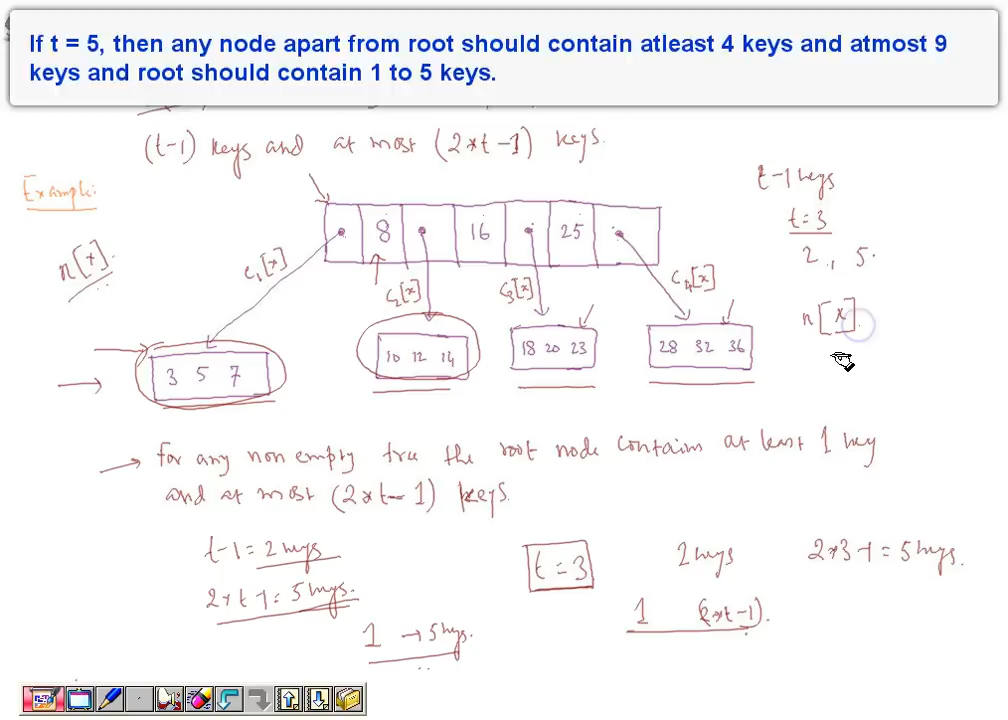 If t = 5, then any node apart from root should contain atleast 4 keys and atmost 9
keys and root should contain 1 to 5 keys.
(t-1) keys and at most (2*t-1) keys.
Example:
t-1 keys
t=3
2, 5.
n[x].
8 16 25
c1[x] c2[x] c3[x] c4[x]
n[x].
3 5 7
10 12 14
18 20 23
28 32 36
→ for any non empty tree the root node contains at least 1 key
and at most (2*t-1) keys.
t-1 = 2 keys
2*t-1 = 5 keys.
1 → 5 keys.
t=3
2 keys
2*3-1 = 5 keys.
1 (2*t-1).